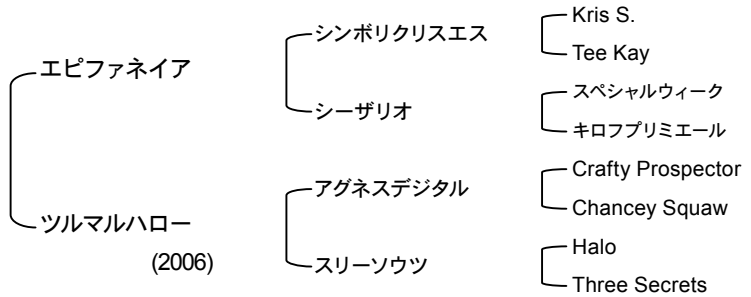 エピファネイア
シンボリクリスエス
Kris S.
Tee Kay
シーザリオ
スペシャルウィーク
キロフプリミエール
ツルマルハロー
(2006)
アグネスデジタル
Crafty Prospector
Chancey Squaw
スリーソウツ
Halo
Three Secrets